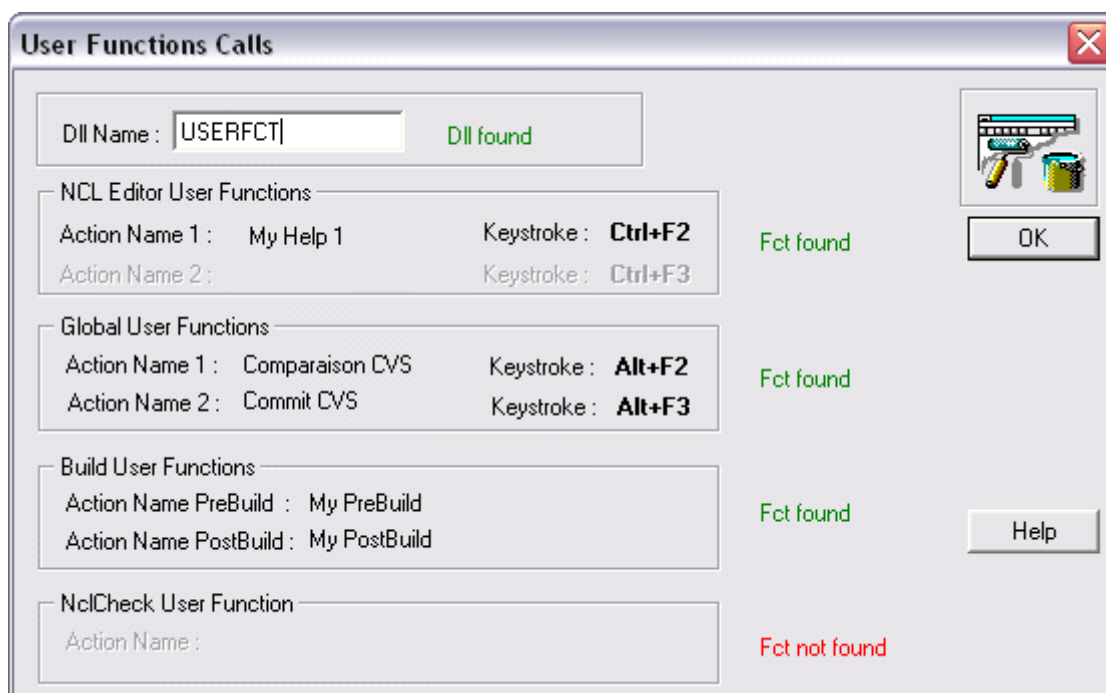 User Functions Calls
Dll Name : USERFCT Dll found
NCL Editor User Functions
Action Name 1 : My Help 1 Keystroke : Ctrl+F2
Fct found
OK
Action Name 2 : Keystroke : Ctrl+F3
Global User Functions
Action Name 1 : Comparaison CVS Keystroke : Alt+F2
Fct found
Action Name 2 : Commit CVS Keystroke : Alt+F3
Build User Functions
Action Name PreBuild : My PreBuild
Fct found
Action Name PostBuild : My PostBuild
Help
NclCheck User Function
Action Name :
Fct not found